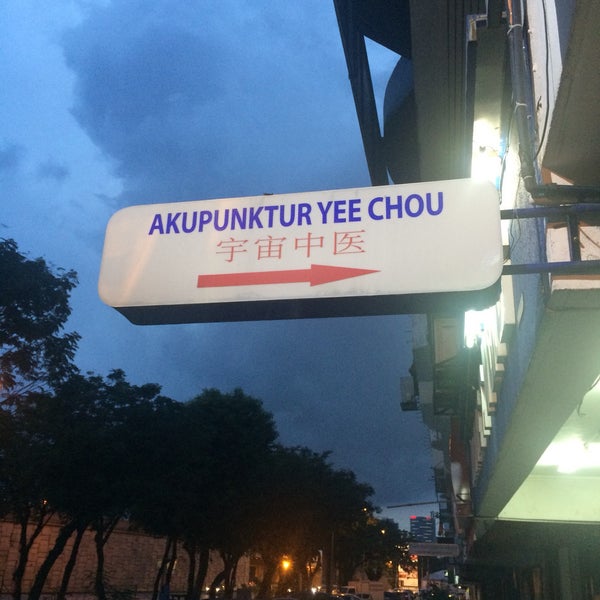 AKUPUNKTUR YEE CHOU
宇宙中医